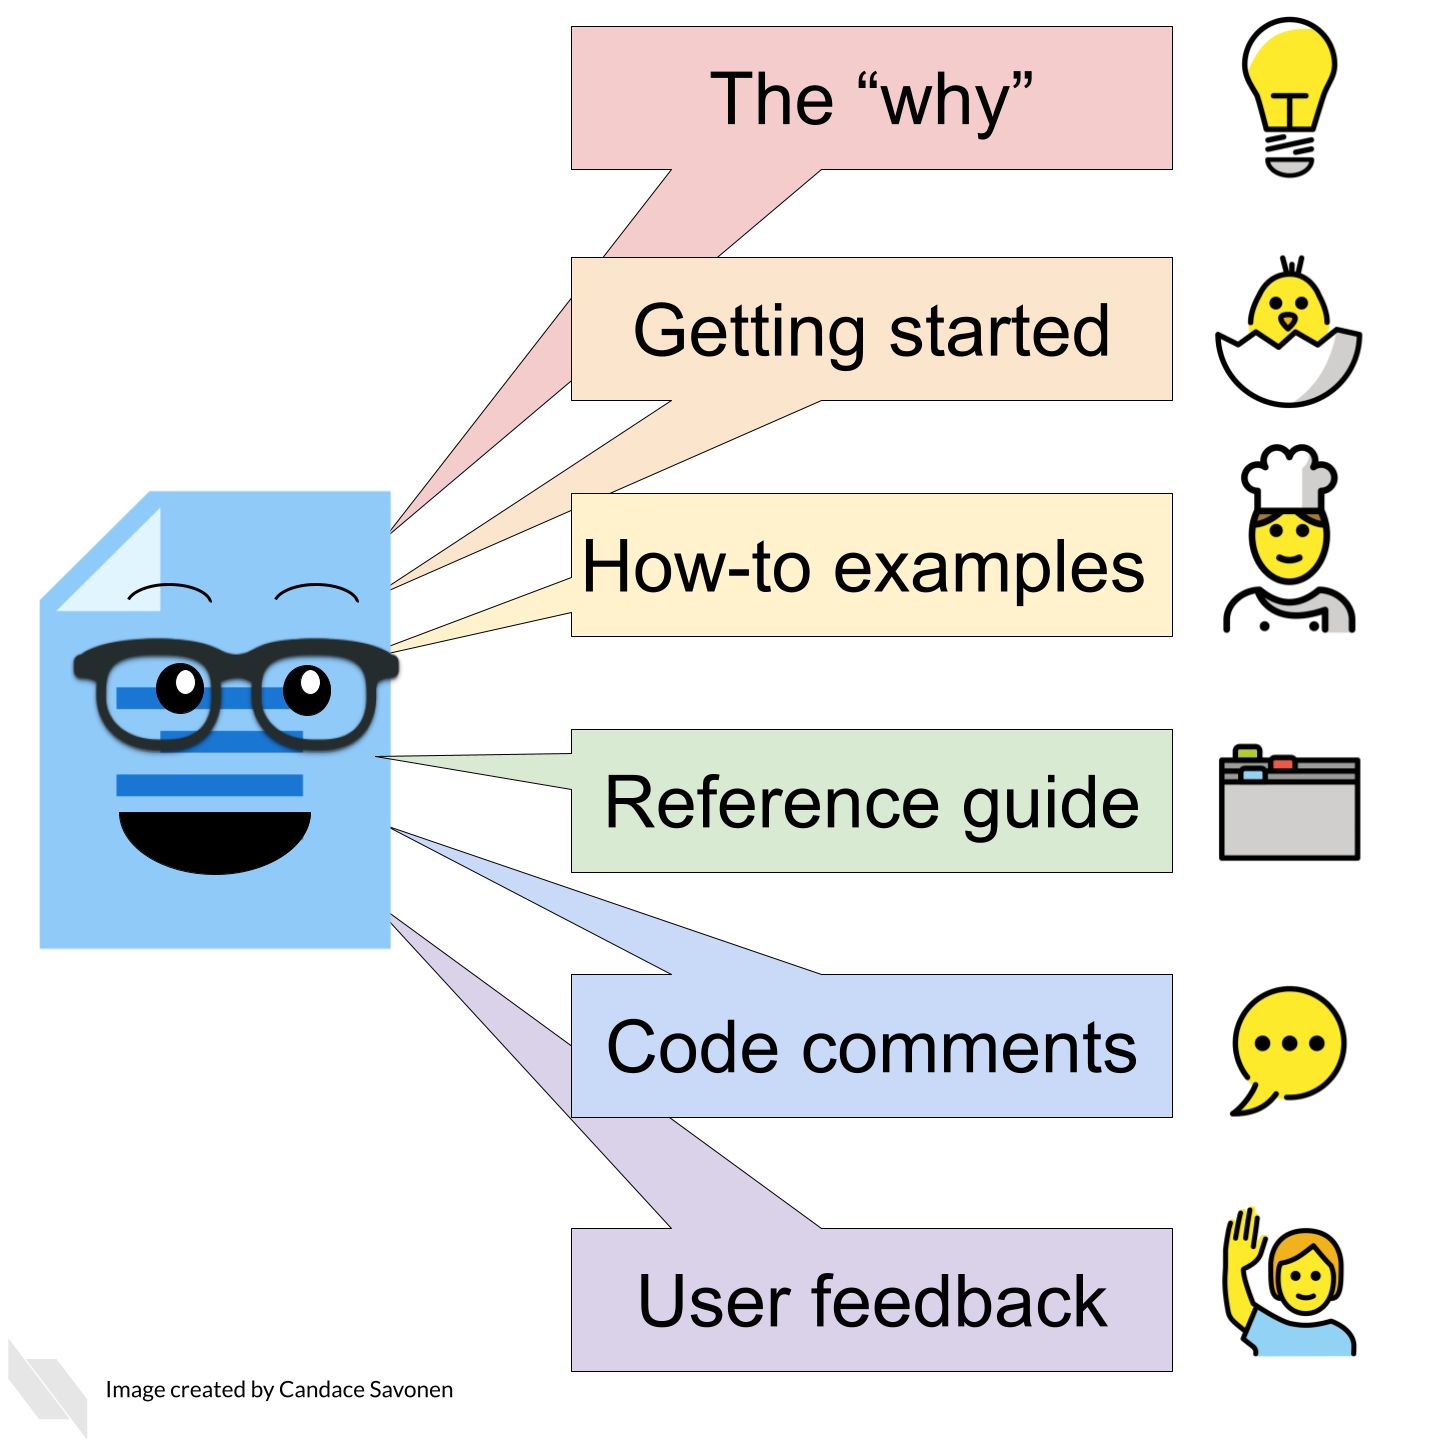 The “why”
Getting started
How-to examples
Reference guide
Code comments
User feedback
Image created by Candace Savonen